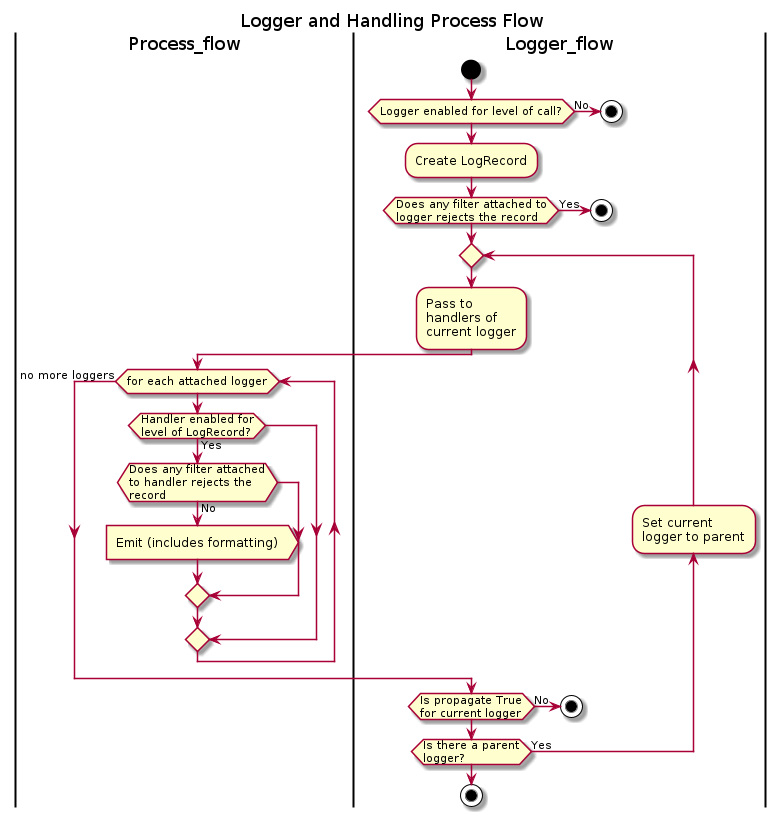 Logger and Handling Process Flow
Process_flow
Logger_flow
Logger enabled for level of call?
No
Create LogRecord
Does any filter attached to
logger rejects the record
Yes
Pass to
handlers of
current logger
no more loggers
for each attached logger
Handler enabled for
level of LogRecord?
Yes
Does any filter attached
to handler rejects the
record
No
Emit (includes formatting)
Set current
logger to parent
Is propagate True
for current logger
No
Is there a parent
logger?
Yes